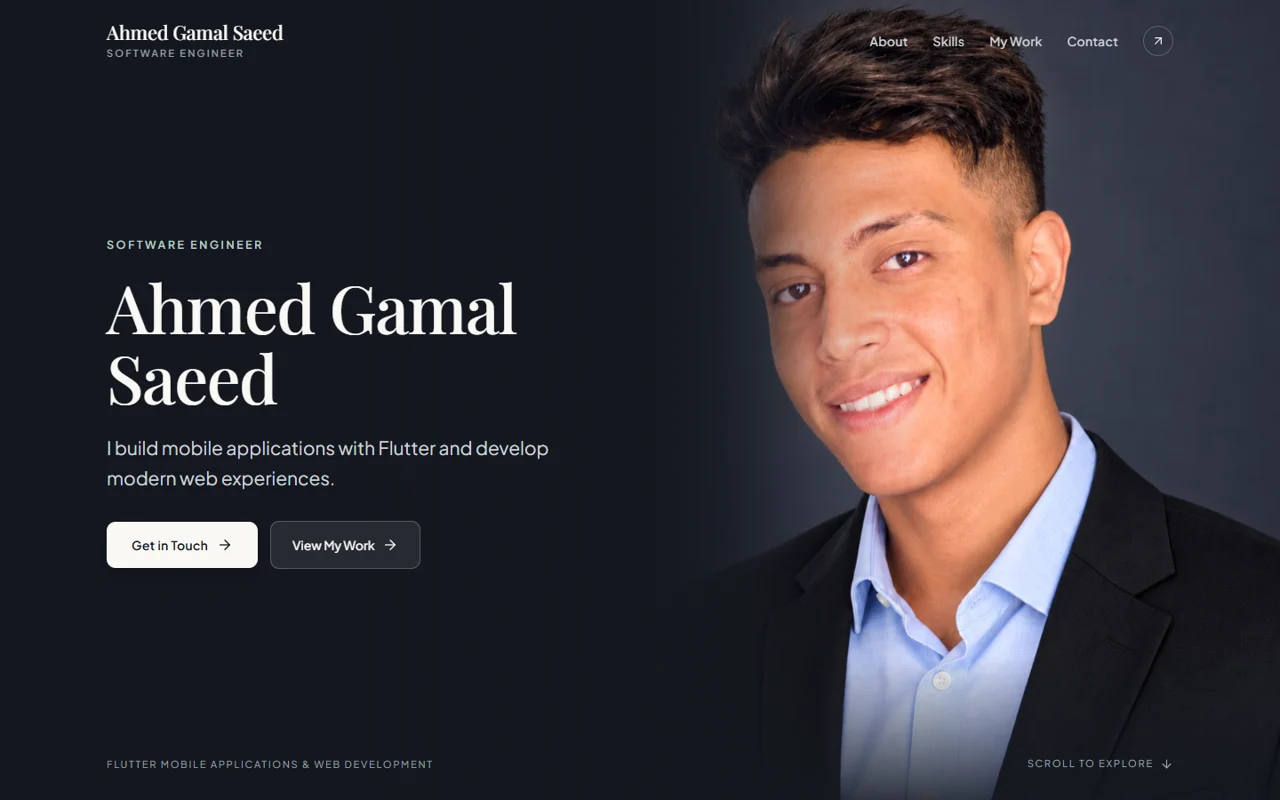 Ahmed Gamal Saeed
SOFTWARE ENGINEER
About Skills My Work Contact
SOFTWARE ENGINEER
Ahmed Gamal
Saeed
I build mobile applications with Flutter and develop
modern web experiences.
Get in Touch
View My Work
FLUTTER MOBILE APPLICATIONS & WEB DEVELOPMENT
SCROLL TO EXPLORE